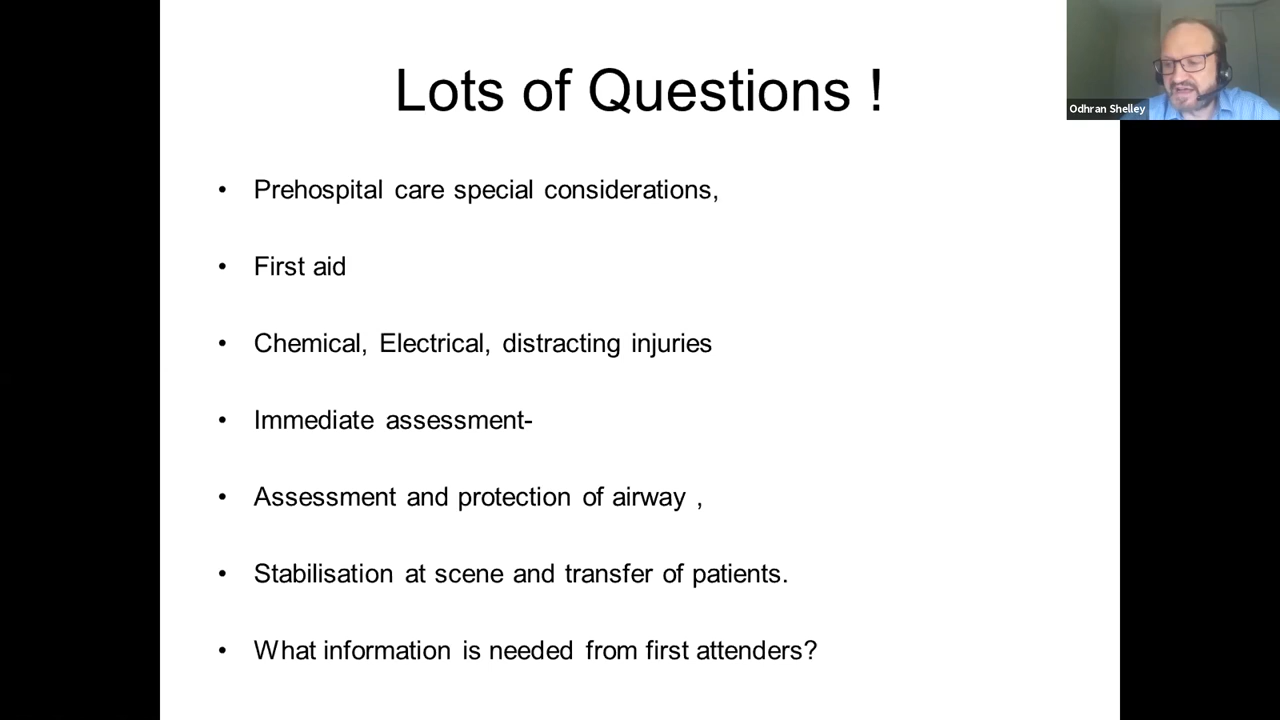 Lots of Questions !
Odhran Shelley
• Prehospital care special considerations,
• First aid
• Chemical, Electrical, distracting injuries
• Immediate assessment-
• Assessment and protection of airway ,
• Stabilisation at scene and transfer of patients.
• What information is needed from first attenders?